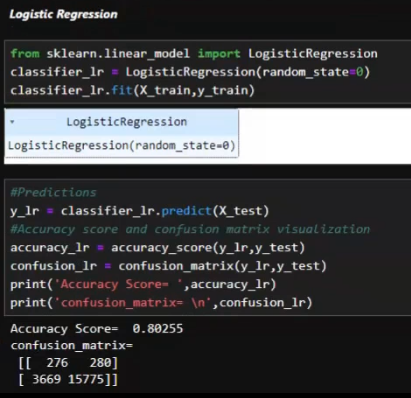 Logistic Regression
from sklearn.linear_model import LogisticRegression
classifier_lr = LogisticRegression(random_state=0)
classifier_lr.fit(X_train,y_train)
LogisticRegression
LogisticRegression(random_state=0)
#Predictions
y_lr = classifier_lr.predict(X_test)
#Accuracy score and confusion matrix visualization
accuracy_lr = accuracy_score(y_lr,y_test)
confusion_lr = confusion_matrix(y_lr,y_test)
print('Accuracy Score= ',accuracy_lr)
print('confusion_matrix= \n',confusion_lr)
Accuracy Score=  0.80255
confusion_matrix=
[[  276   280]
[ 3669 15775]]